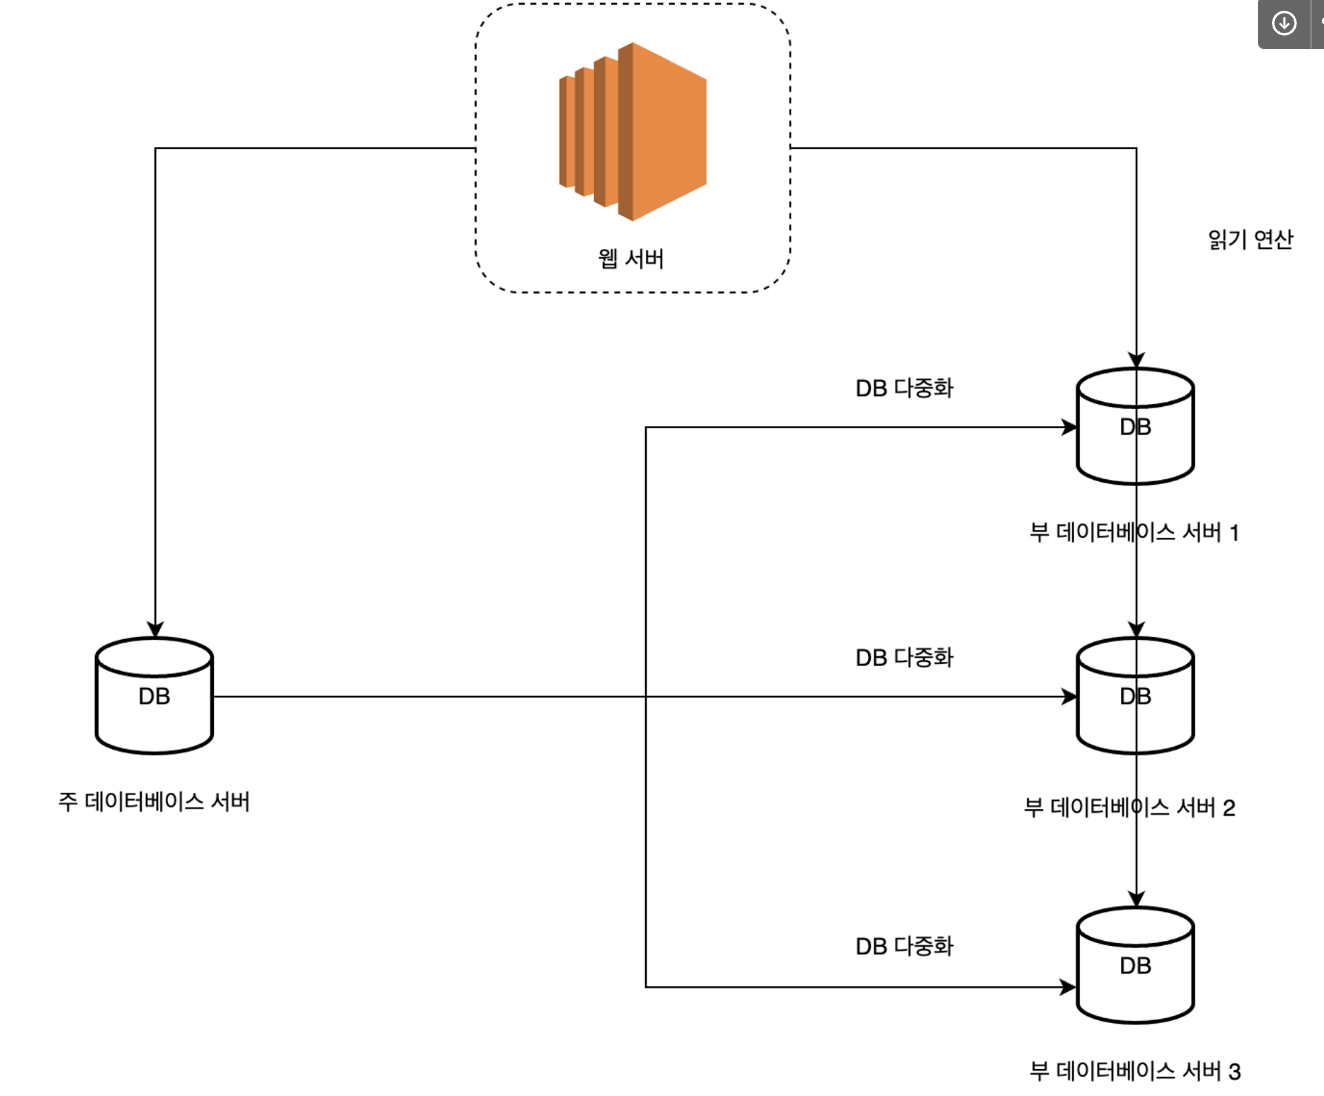 웹 서버
읽기 연산
DB 다중화
DB
부 데이터베이스 서버 1
DB 다중화
DB
DB
주 데이터베이스 서버
부 데이터베이스 서버 2
DB 다중화
DB
부 데이터베이스 서버 3